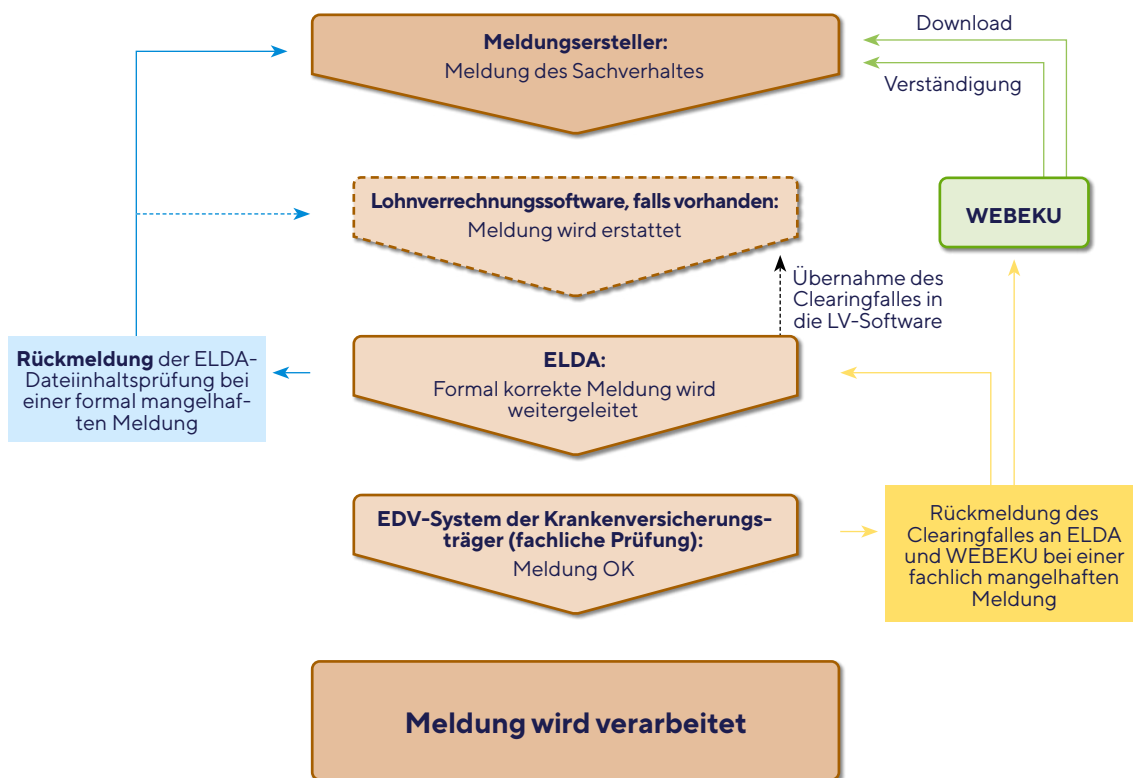 Meldungsersteller:
Meldung des Sachverhaltes
Download
Verständigung
Lohnverrechnungssoftware, falls vorhanden:
Meldung wird erstattet
WEBEKU
Übernahme des
Clearingfalles in
die LV-Software
Rückmeldung der ELDA-
Dateiinhaltsprüfung bei
einer formal mangelhaf-
ten Meldung
ELDA:
Formal korrekte Meldung wird
weitergeleitet
EDV-System der Krankenversicherungs-
träger (fachliche Prüfung):
Meldung OK
Rückmeldung des
Clearingfalles an ELDA
und WEBEKU bei einer
fachlich mangelhaften
Meldung
Meldung wird verarbeitet